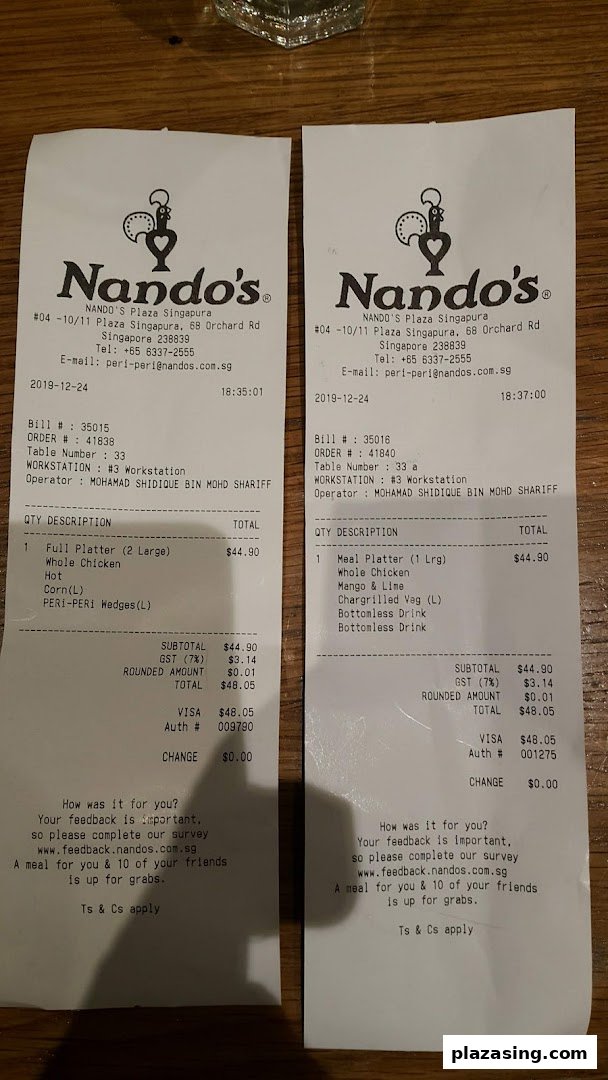 Nando's®
NANDO'S Plaza Singapura
#04 -10/11 Plaza Singapura, 68 Orchard Rd
Singapore 238839
Tel: +65 6337-2555
E-mail: peri-peri@nandos.com.sg
2019-12-24 18:35:01
Bill # : 35015
ORDER # : 41838
Table Number : 33
WORKSTATION : #3 Workstation
Operator : MOHAMAD SHIDIQUE BIN MOHD SHARIFF
QTY DESCRIPTION TOTAL
1 Full Platter (2 Large) $44.90
Whole Chicken
Hot
Corn(L)
PERi-PERi Wedges(L)
SUBTOTAL $44.90
GST (7%) $3.14
ROUNDED AMOUNT $0.01
TOTAL $48.05
VISA $48.05
Auth # 009790
CHANGE $0.00
How was it for you?
Your feedback is important,
so please complete our survey
www.feedback.nandos.com.sg
A meal for you & 10 of your friends
is up for grabs.
Ts & Cs apply
Nando's®
NANDO'S Plaza Singapura
#04 -10/11 Plaza Singapura, 68 Orchard Rd
Singapore 238839
Tel: +65 6337-2555
E-mail: peri-peri@nandos.com.sg
2019-12-24 18:37:00
Bill # : 35016
ORDER # : 41840
Table Number : 33 a
WORKSTATION : #3 Workstation
Operator : MOHAMAD SHIDIQUE BIN MOHD SHARIFF
QTY DESCRIPTION TOTAL
1 Meal Platter (1 Lrg) $44.90
Whole Chicken
Mango & Lime
Chargrilled Veg (L)
Bottomless Drink
Bottomless Drink
SUBTOTAL $44.90
GST (7%) $3.14
ROUNDED AMOUNT $0.01
TOTAL $48.05
VISA $48.05
Auth # 001275
CHANGE $0.00
How was it for you?
Your feedback is important,
so please complete our survey
www.feedback.nandos.com.sg
A meal for you & 10 of your friends
is up for grabs.
Ts & Cs apply
plazasing.com